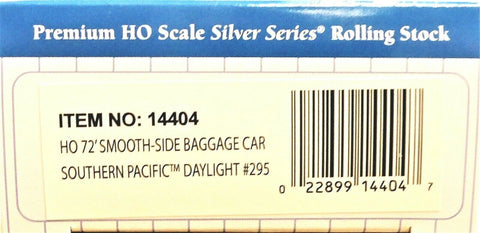 Premium HO Scale Silver Series® Rolling Stock
ITEM NO: 14404
HO 72' SMOOTH-SIDE BAGGAGE CAR
SOUTHERN PACIFIC™ DAYLIGHT #295
0 22899 14404 7